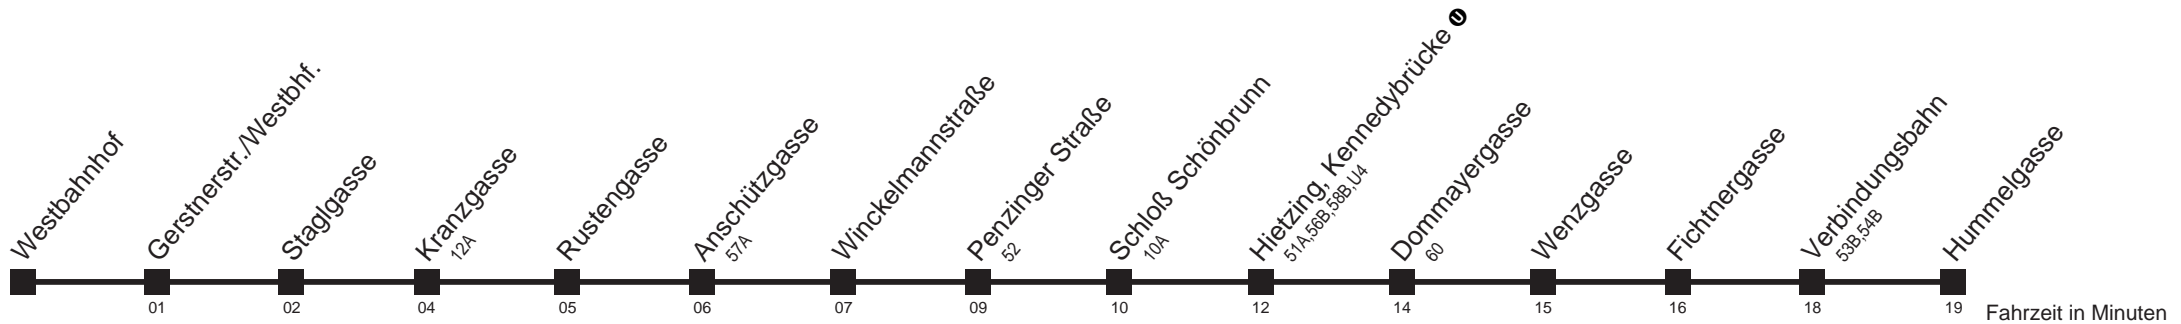 Westbahnhof
Gerstnerstr./Westbhf.
01
Staglgasse
02
Kranzgasse
12A
04
Rustengasse
05
Anschützgasse
57A
06
Winckelmannstraße
07
Penzinger Straße
52
09
Schloß Schönbrunn
10A
10
Hietzing, Kennedybrücke U
51A,56B,58B,U4
12
Dommayergasse
60
14
Wenzgasse
15
Fichtnergasse
16
Verbindungsbahn
53B,54B
18
Hummelgasse
19
Fahrzeit in Minuten